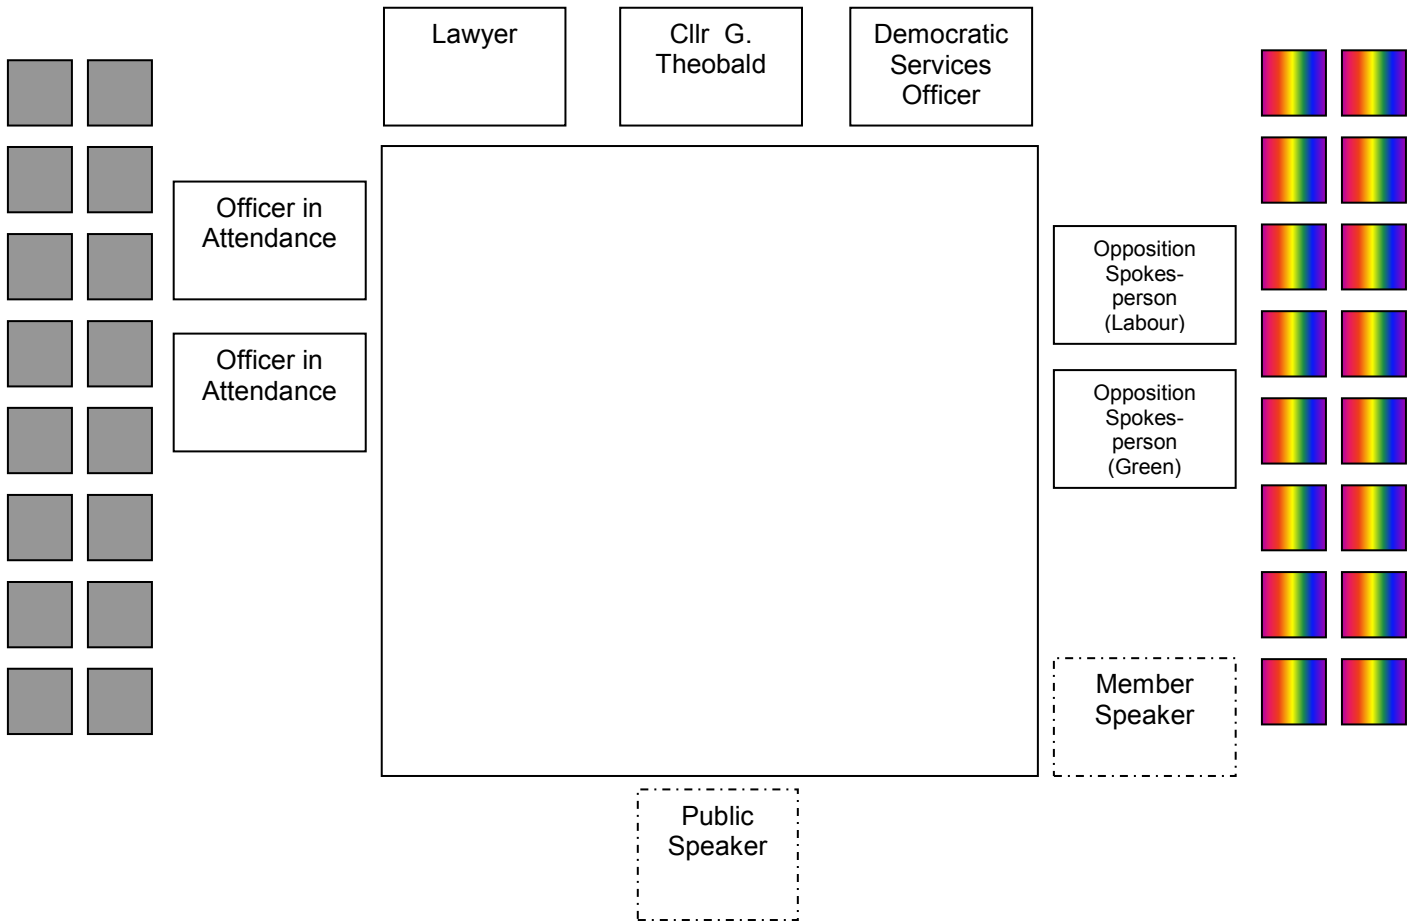 Lawyer
Cllr G.
Theobald
Democratic
Services
Officer
Officer in
Attendance
Officer in
Attendance
Opposition
Spokes-
person
(Labour)
Opposition
Spokes-
person
(Green)
Member
Speaker
Public
Speaker